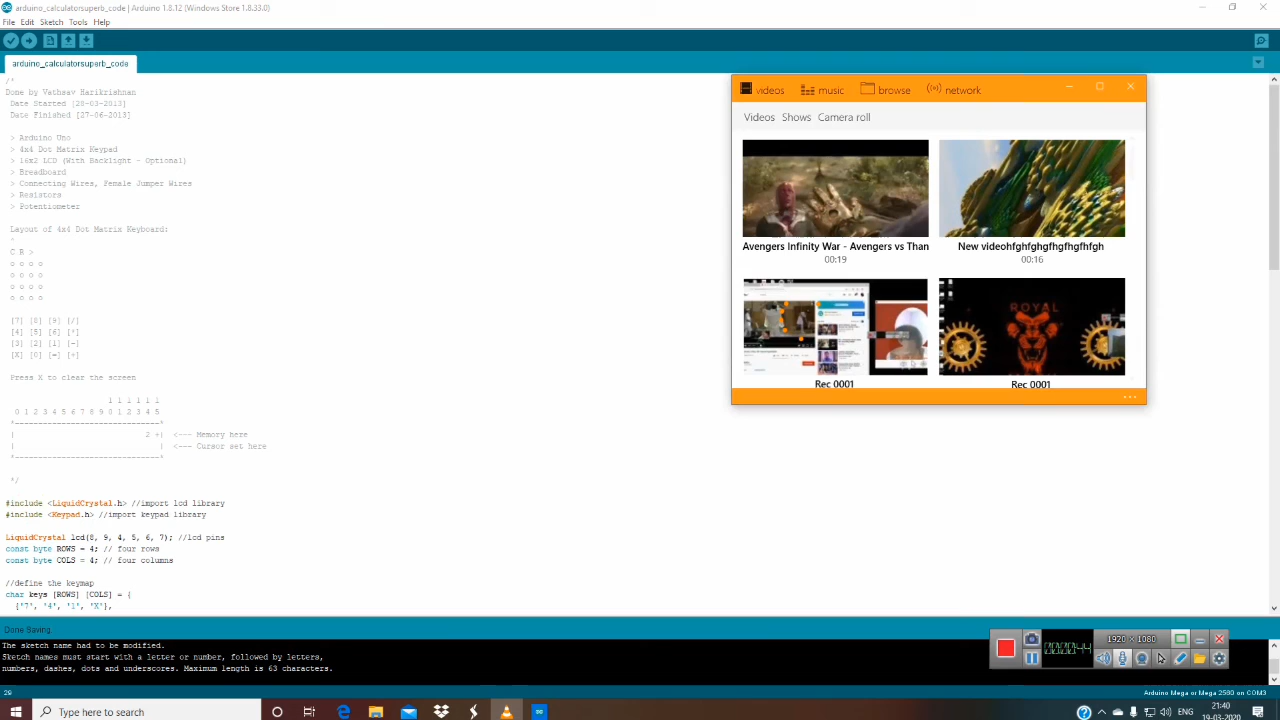 arduino_calculatorsuperb_code | Arduino 1.8.12 (Windows Store 1.8.33.0)
File Edit Sketch Tools Help
arduino_calculatorsuperb_code
/*
Done by Vathsav Harikrishnan
Date Started [28-03-2013]
Date Finished [27-06-2013]
> Arduino Uno
> 4x4 Dot Matrix Keypad
> 16x2 LCD (With Backlight - Optional)
> Breadboard
> Connecting Wires, Female Jumper Wires
> Resistors
> Potentiometer
Layout of 4x4 Dot Matrix Keyboard:
C R >
o o o o
o o o o
o o o o
o o o o
[7] [8] [9] [/]
[4] [5] [6] [*]
[3] [2] [1] [-]
[X] [0] [=] [+]
Press X to clear the screen
1 1 1 1 1 1
0 1 2 3 4 5 6 7 8 9 0 1 2 3 4 5
*--------------------------------*
| 2 +| <--- Memory here
| | <--- Cursor set here
*--------------------------------*
*/
#include <LiquidCrystal.h> //import lcd library
#include <Keypad.h> //import keypad library
LiquidCrystal lcd(8, 9, 4, 5, 6, 7); //lcd pins
const byte ROWS = 4; // four rows
const byte COLS = 4; // four columns
//define the keymap
char keys [ROWS] [COLS] = {
{'7', '4', '1', 'X'},
videos music browse network
Videos Shows Camera roll
Avengers Infinity War - Avengers vs Than
00:19
New videohfghghgfhgfhgfhfgh
00:16
ROYAL
Rec 0001
Rec 0001
Done Saving.
The sketch name had to be modified.
Sketch names must start with a letter or number, followed by letters,
numbers, dashes, dots and underscores. Maximum length is 63 characters.
1920 × 1080
29
Arduino Mega or Mega 2560 on COM3
Type here to search
ENG
21:40
19-03-2020